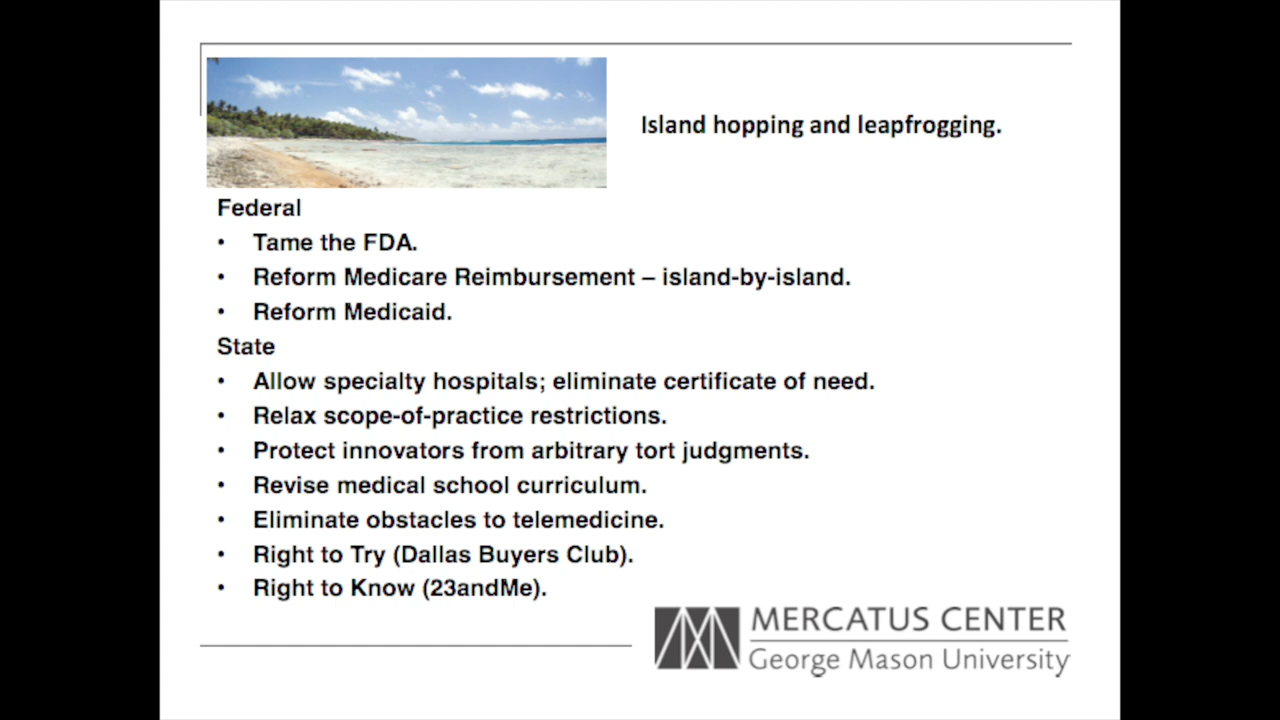 Island hopping and leapfrogging.
Federal
• Tame the FDA.
• Reform Medicare Reimbursement – island-by-island.
• Reform Medicaid.
State
• Allow specialty hospitals; eliminate certificate of need.
• Relax scope-of-practice restrictions.
• Protect innovators from arbitrary tort judgments.
• Revise medical school curriculum.
• Eliminate obstacles to telemedicine.
• Right to Try (Dallas Buyers Club).
• Right to Know (23andMe).
MERCATUS CENTER
George Mason University